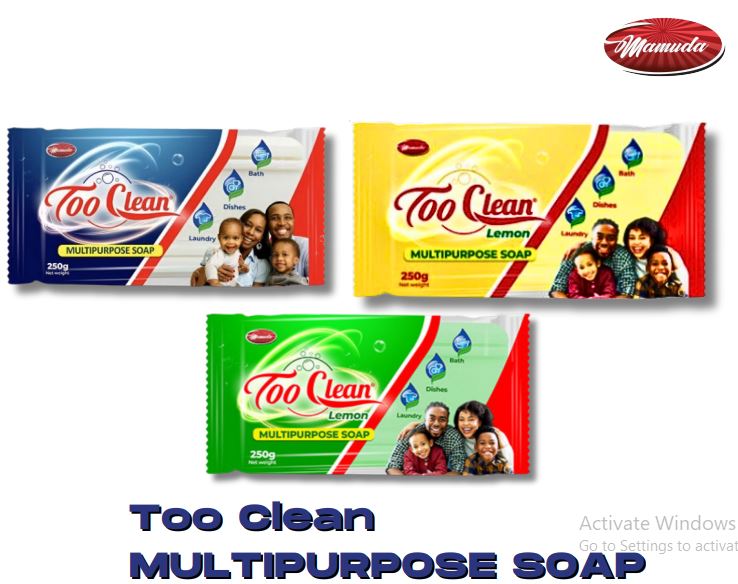 Mamuda
Mamuda
Too Clean®
MULTIPURPOSE SOAP
250g
Net weight
Bath
Dishes
Laundry
Mamuda
Too Clean®
Lemon
MULTIPURPOSE SOAP
250g
Net weight
Bath
Dishes
Laundry
Mamuda
Too Clean®
Lemon
MULTIPURPOSE SOAP
250g
Net weight
Bath
Dishes
Laundry
Too Clean
MULTIPURPOSE SOAP
Activate Windows
Go to Settings to activat